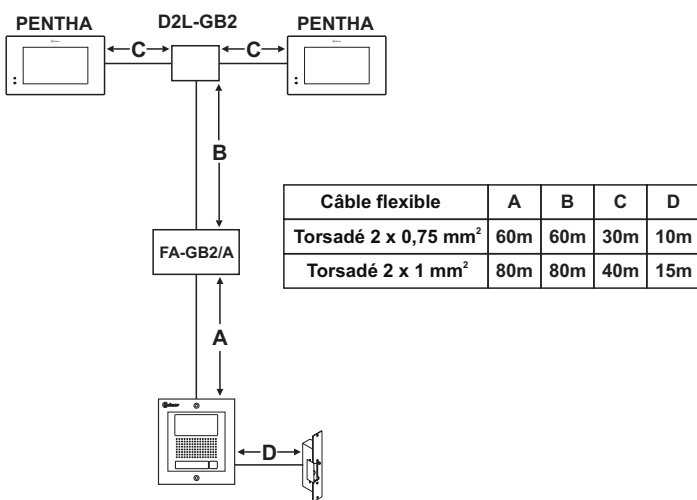 PENTHA D2L-GB2 PENTHA
C C
B
Câble flexible A B C D
Torsadé 2 x 0,75 mm² 60m 60m 30m 10m
Torsadé 2 x 1 mm² 80m 80m 40m 15m
FA-GB2/A
A
D